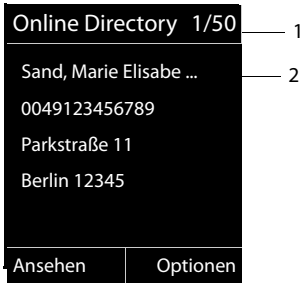 Online Directory 1/50
1
Sand, Marie Elisabe ...
2
0049123456789
Parkstraße 11
Berlin 12345
Ansehen Optionen